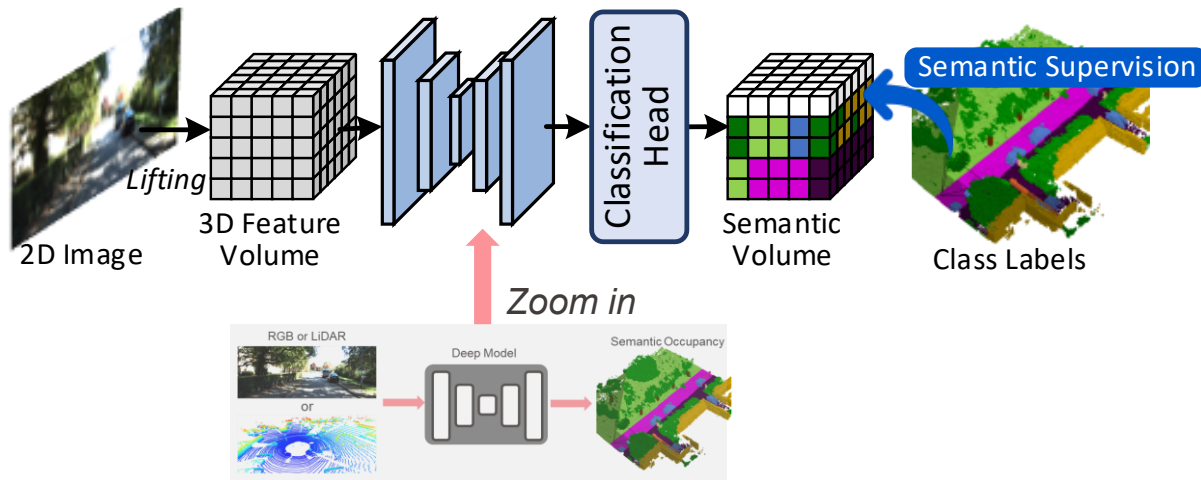 Semantic Supervision
Lifting
Classification
Head
2D Image
3D Feature
Volume
Semantic
Volume
Class Labels
Zoom in
RGB or LiDAR
or
Deep Model
Semantic Occupancy